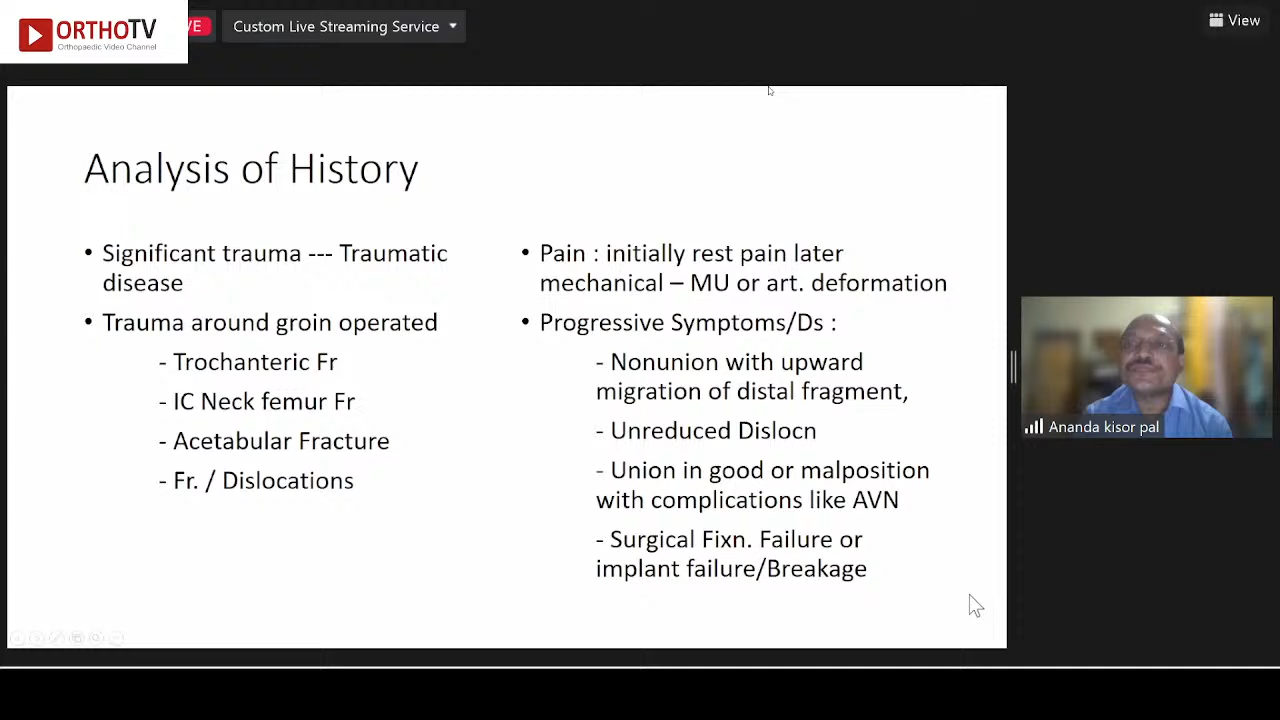 ORTHOTV
Orthopaedic Video Channel
VE
Custom Live Streaming Service
View
Analysis of History
• Significant trauma --- Traumatic
disease
• Trauma around groin operated
- Trochanteric Fr
- IC Neck femur Fr
- Acetabular Fracture
- Fr. / Dislocations
• Pain : initially rest pain later
mechanical – MU or art. deformation
• Progressive Symptoms/Ds :
- Nonunion with upward
migration of distal fragment,
- Unreduced Dislocn
- Union in good or malposition
with complications like AVN
- Surgical Fixn. Failure or
implant failure/Breakage
Ananda kisor pal